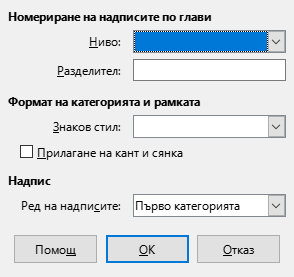 Номериране на надписите по глави
Ниво:
Разделител:
Формат на категорията и рамката
Знаков стил:
Прилагане на кант и сянка
Надпис
Ред на надписите: Първо категорията
Помощ OK Отказ